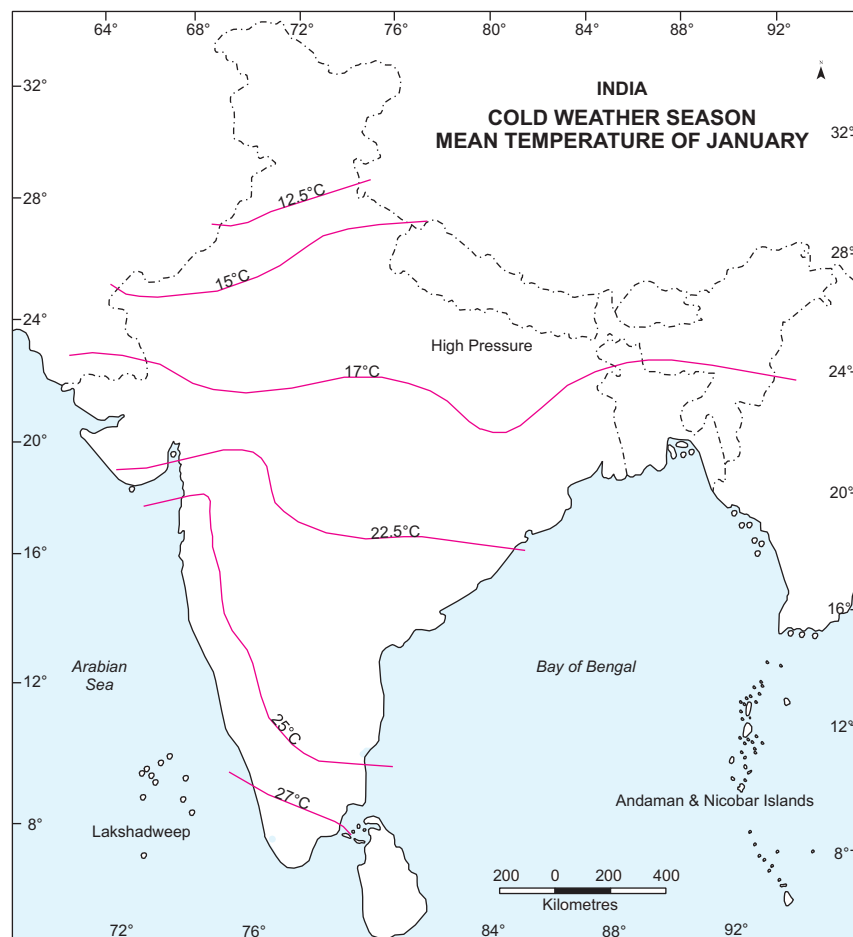 64° 68° 72° 76° 80° 84° 88° 92°
N
INDIA
COLD WEATHER SEASON
MEAN TEMPERATURE OF JANUARY
32°
32°
28°
12.5°C
28°
15°C
24°
High Pressure
17°C
24°
20°
20°
22.5°C
16°
16°
Arabian
Sea
Bay of Bengal
12°
25°C
12°
27°C
Andaman & Nicobar Islands
8°
Lakshadweep
8°
200 0 200 400
Kilometres
72° 76° 84° 88° 92°